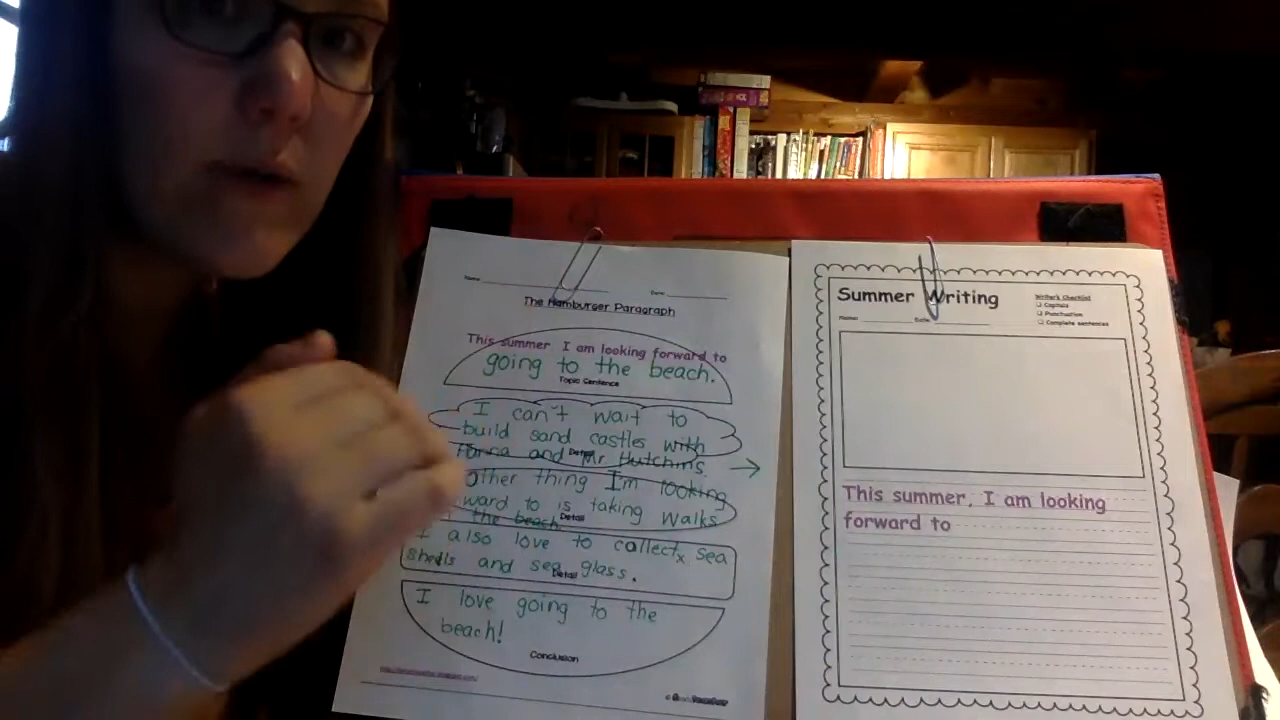 Name:
Date:
The Hamburger Paragraph
This summer I am looking forward to
going to the beach.
Topic Sentence
I can't wait to
build sand castles with
and Mr Hutchins.
Detail
other thing I'm looking
ward to is taking walks
the beach.
Detail
I also love to collect sea
shells and sea glass.
Detail
I love going to the
beach!
Conclusion
Summer Writing
Name:
Date:
Writer's Checklist
Capitals
Punctuation
Complete sentences
This summer, I am looking
forward to